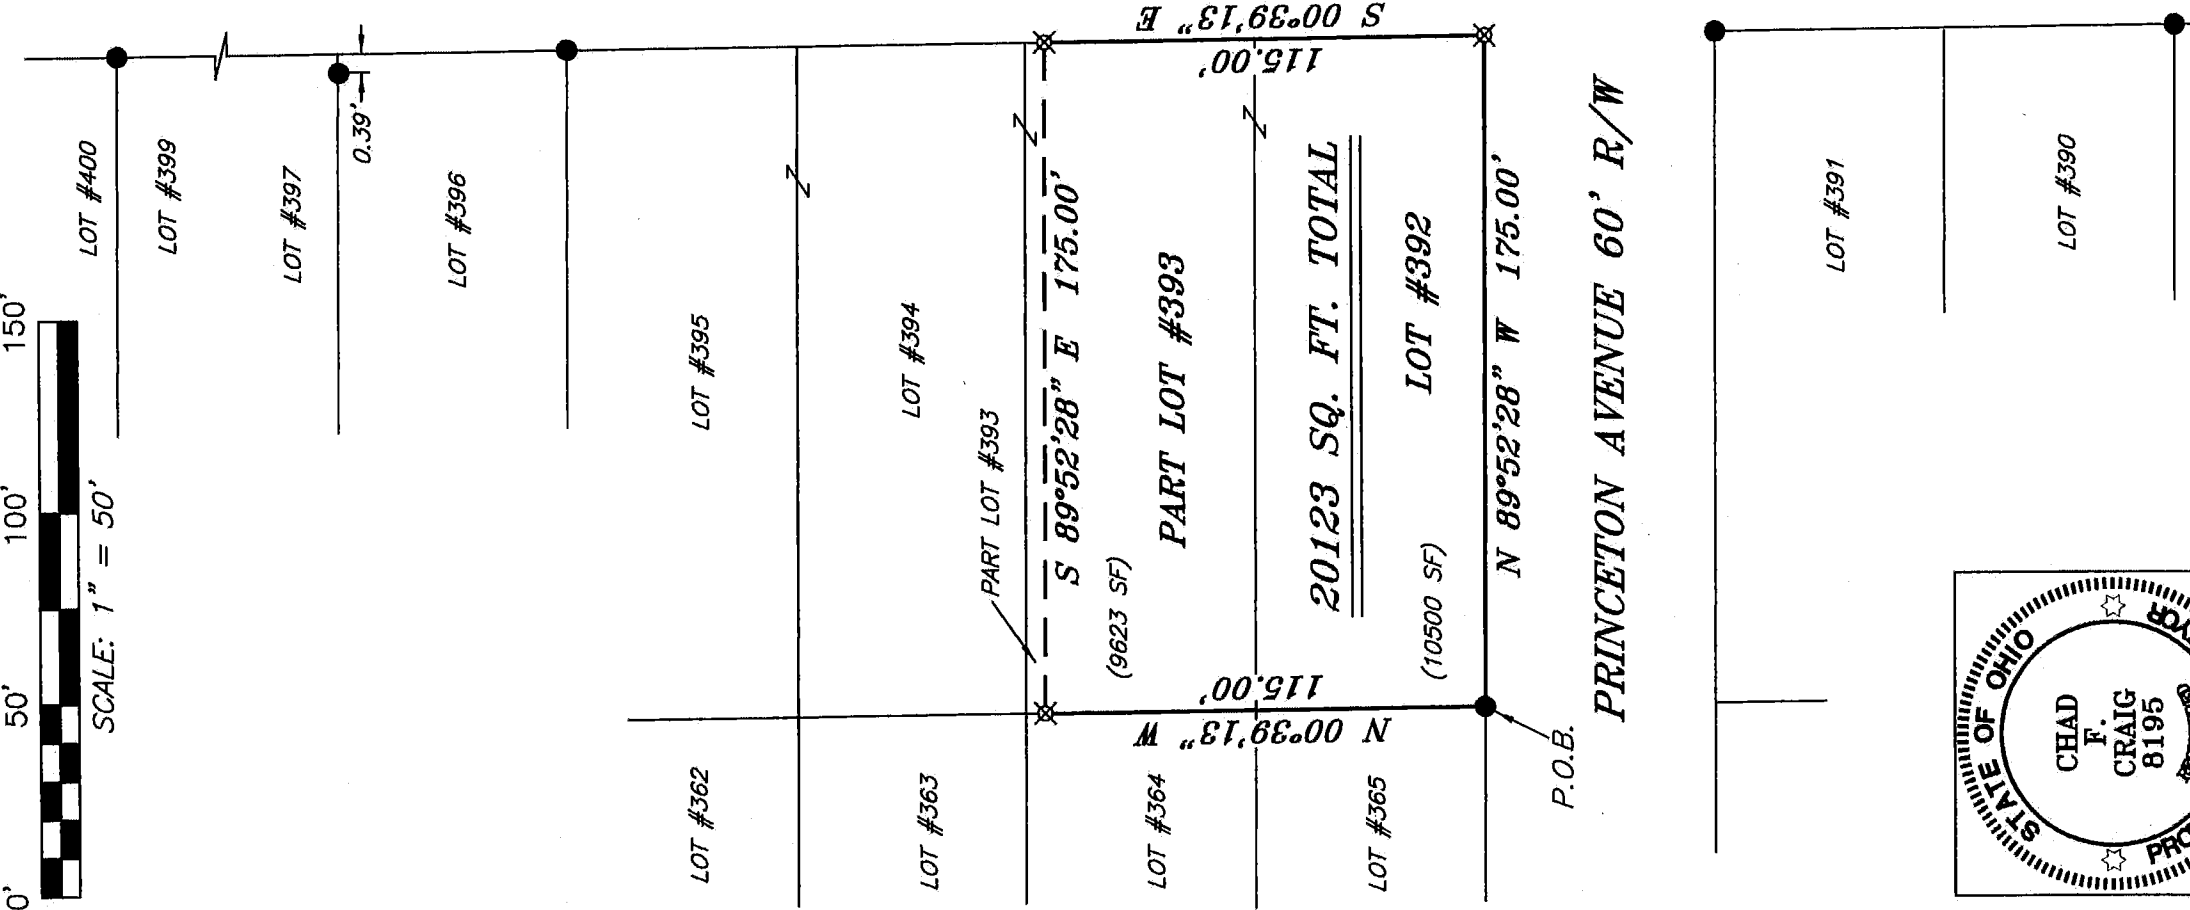 0' 50' 100' 150'
SCALE: 1" = 50'
LOT #400
LOT #399
LOT #397
0.39'
LOT #396
LOT #395
LOT #394
PART LOT #393
S 89°52'28" E 175.00'
(9623 SF)
PART LOT #393
20123 SQ. FT. TOTAL
LOT #392
(10500 SF)
N 89°52'28" W 175.00'
S 00°39'13" E
115.00'
115.00'
N 00°39'13" W
LOT #362
LOT #363
LOT #364
LOT #365
P.O.B.
PRINCETON AVENUE 60' R/W
LOT #391
LOT #390
STATE OF OHIO
CHAD
F.
CRAIG
8195